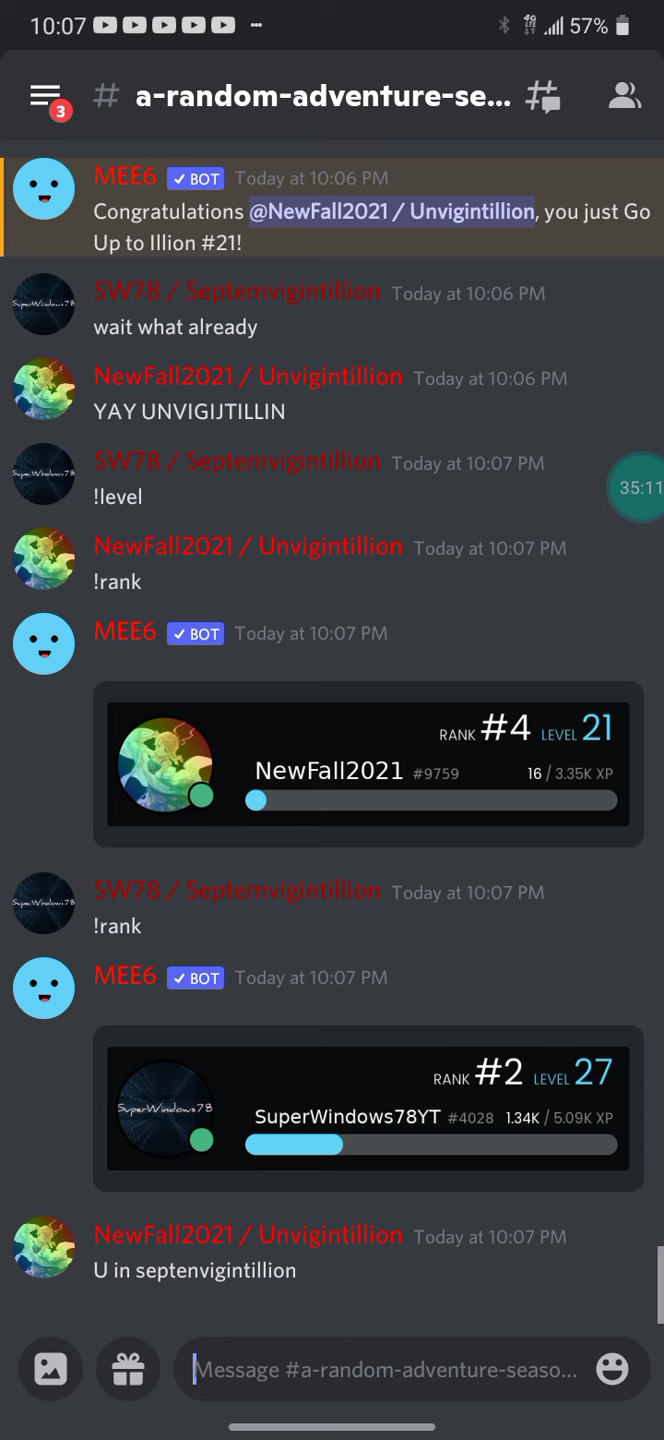 10:07 57%
3 # a-random-adventure-se...
MEE6 ✓ BOT Today at 10:06 PM
Congratulations @NewFall2021 / Unvigintillion, you just Go
Up to Illion #21!
SW78 / Septemvigintillion Today at 10:06 PM
wait what already
NewFall2021 / Unvigintillion Today at 10:06 PM
YAY UNVIGIJTILLIN
SW78 / Septemvigintillion Today at 10:07 PM
!level
35:11
NewFall2021 / Unvigintillion Today at 10:07 PM
!rank
MEE6 ✓ BOT Today at 10:07 PM
RANK #4 LEVEL 21
NewFall2021 #9759 16 / 3.35K XP
SW78 / Septemvigintillion Today at 10:07 PM
!rank
MEE6 ✓ BOT Today at 10:07 PM
RANK #2 LEVEL 27
SuperWindows78
SuperWindows78YT #4028 1.34K / 5.09K XP
NewFall2021 / Unvigintillion Today at 10:07 PM
U in septenvigintillion
Message #a-random-adventure-seaso...